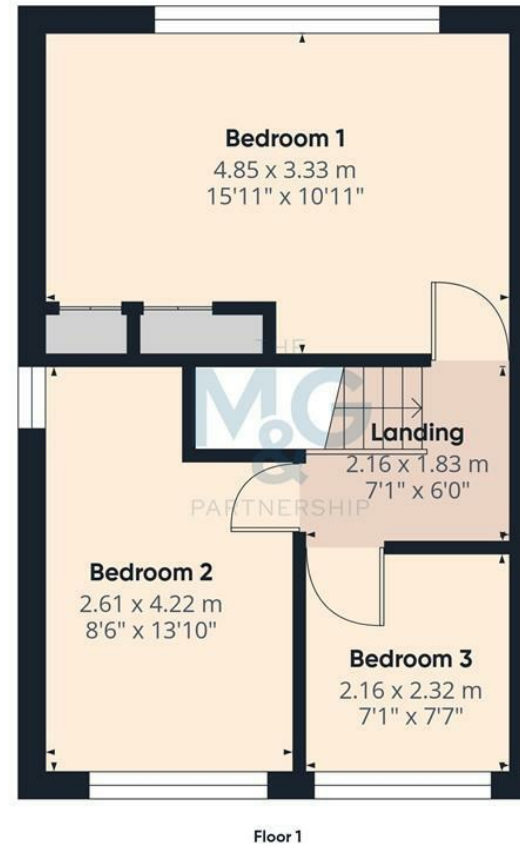 Bedroom 1
4.85 x 3.33 m
15'11" x 10'11"
THE
M&G
PARTNERSHIP
Landing
2.16 x 1.83 m
7'1" x 6'0"
Bedroom 2
2.61 x 4.22 m
8'6" x 13'10"
Bedroom 3
2.16 x 2.32 m
7'1" x 7'7"
Floor 1